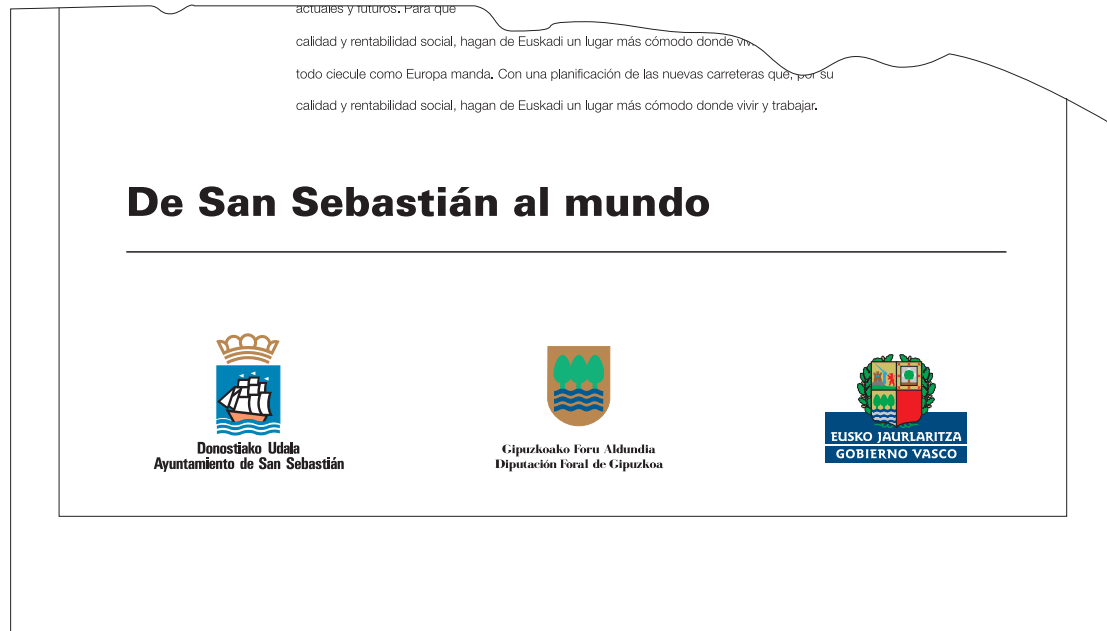 actuales y futuros. Para que
calidad y rentabilidad social, hagan de Euskadi un lugar más cómodo donde
todo ciecule como Europa manda. Con una planificación de las nuevas carreteras que, por su
calidad y rentabilidad social, hagan de Euskadi un lugar más cómodo donde vivir y trabajar.
De San Sebastián al mundo
Donostiako Udala
Ayuntamiento de San Sebastián
Gipuzkoako Foru Aldundia
Diputación Foral de Gipuzkoa
EUSKO JAURLARITZA
GOBIERNO VASCO